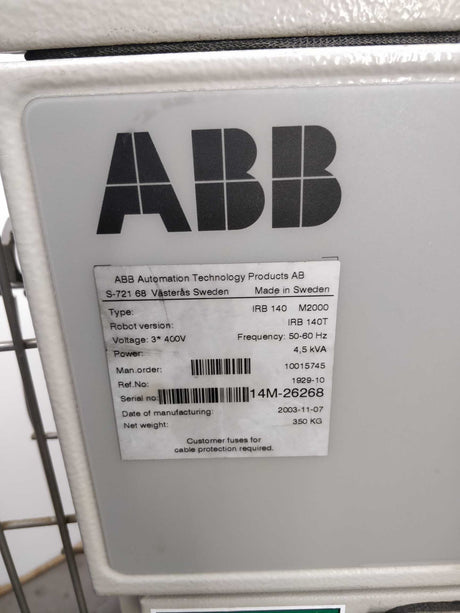 ABB
ABB Automation Technology Products AB
S-721 68 Västerås Sweden Made in Sweden
Type: IRB 140 M2000
Robot version: IRB 140T
Voltage: 3* 400V Frequency: 50-60 Hz
Power: 4,5 kVA
Man.order: 10015745
Ref.No: 1929-10
Serial no: 14M-26268
Date of manufacturing: 2003-11-07
Net weight: 350 KG
Customer fuses for
cable protection required.